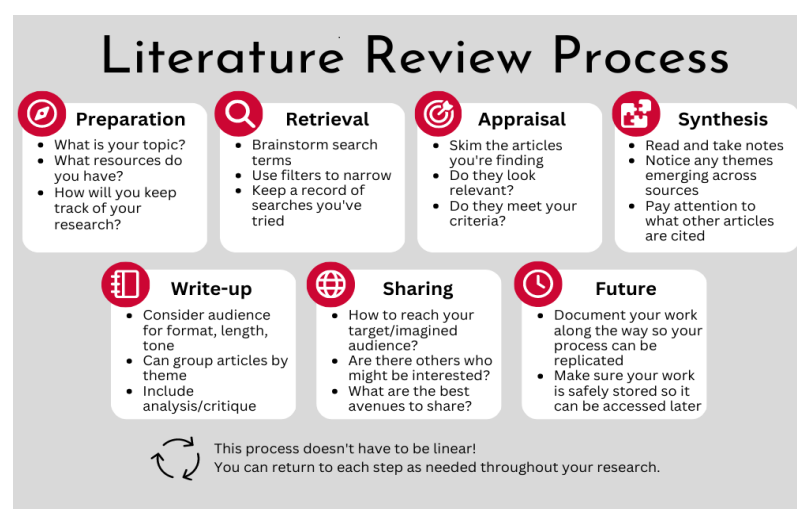 Literature Review Process
Preparation
• What is your topic?
• What resources do
you have?
• How will you keep
track of your
research?
Retrieval
• Brainstorm search
terms
• Use filters to narrow
• Keep a record of
searches you've
tried
Appraisal
• Skim the articles
you're finding
• Do they look
relevant?
• Do they meet your
criteria?
Synthesis
• Read and take notes
• Notice any themes
emerging across
sources
• Pay attention to
what other articles
are cited
Write-up
• Consider audience
for format, length,
tone
• Can group articles by
theme
• Include
analysis/critique
Sharing
• How to reach your
target/imagined
audience?
• Are there others who
might be interested?
• What are the best
avenues to share?
Future
• Document your work
along the way so your
process can be
replicated
• Make sure your work
is safely stored so it
can be accessed later
This process doesn't have to be linear!
You can return to each step as needed throughout your research.